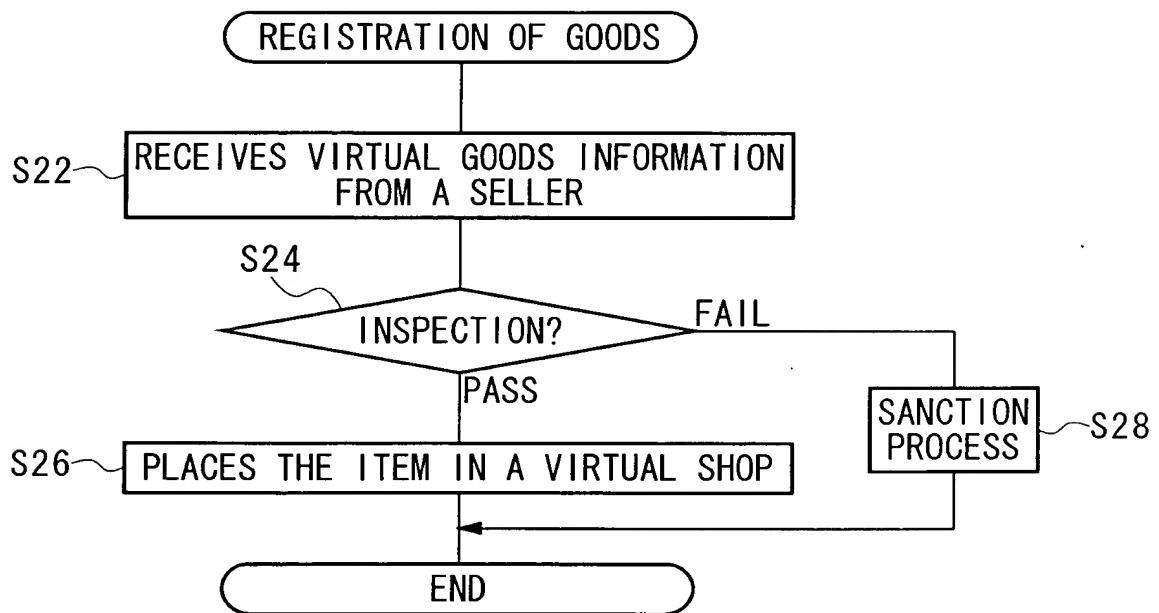 REGISTRATION OF GOODS
S22
RECEIVES VIRTUAL GOODS INFORMATION
FROM A SELLER
S24
INSPECTION?
FAIL
PASS
SANCTION
PROCESS
S28
S26
PLACES THE ITEM IN A VIRTUAL SHOP
END